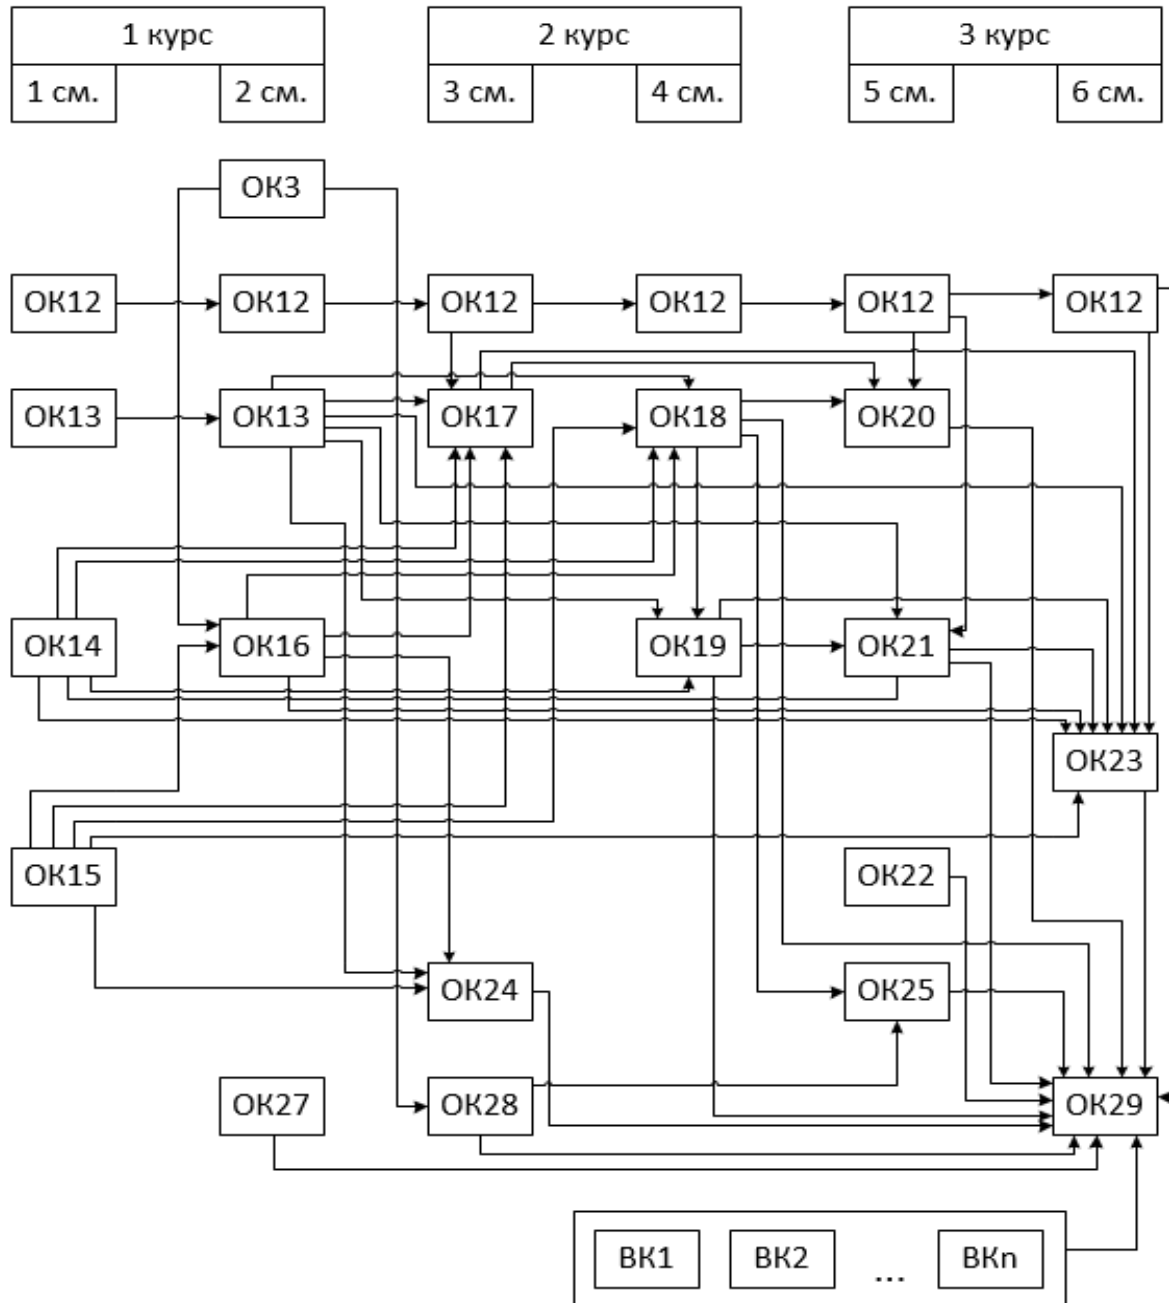 1 курс 2 курс 3 курс
1 см. 2 см. 3 см. 4 см. 5 см. 6 см.
ОК3
ОК12 ОК12 ОК12 ОК12 ОК12 ОК12
ОК13 ОК13 ОК17 ОК18 ОК20
ОК14 ОК16 ОК19 ОК21
ОК23
ОК15 ОК22
ОК24 ОК25
ОК27 ОК28 ОК29
ВК1 ВК2 ... ВКn